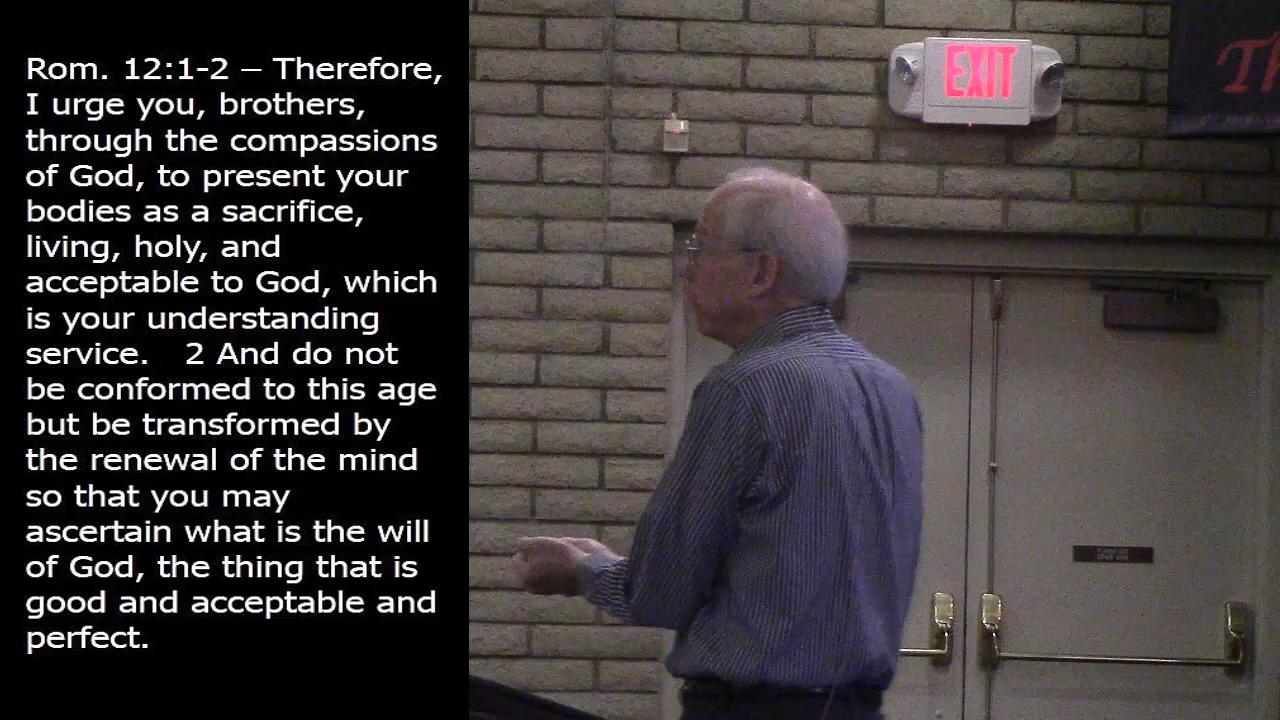 Rom. 12:1-2 – Therefore,
I urge you, brothers,
through the compassions
of God, to present your
bodies as a sacrifice,
living, holy, and
acceptable to God, which
is your understanding
service.   2 And do not
be conformed to this age
but be transformed by
the renewal of the mind
so that you may
ascertain what is the will
of God, the thing that is
good and acceptable and
perfect.
EXIT